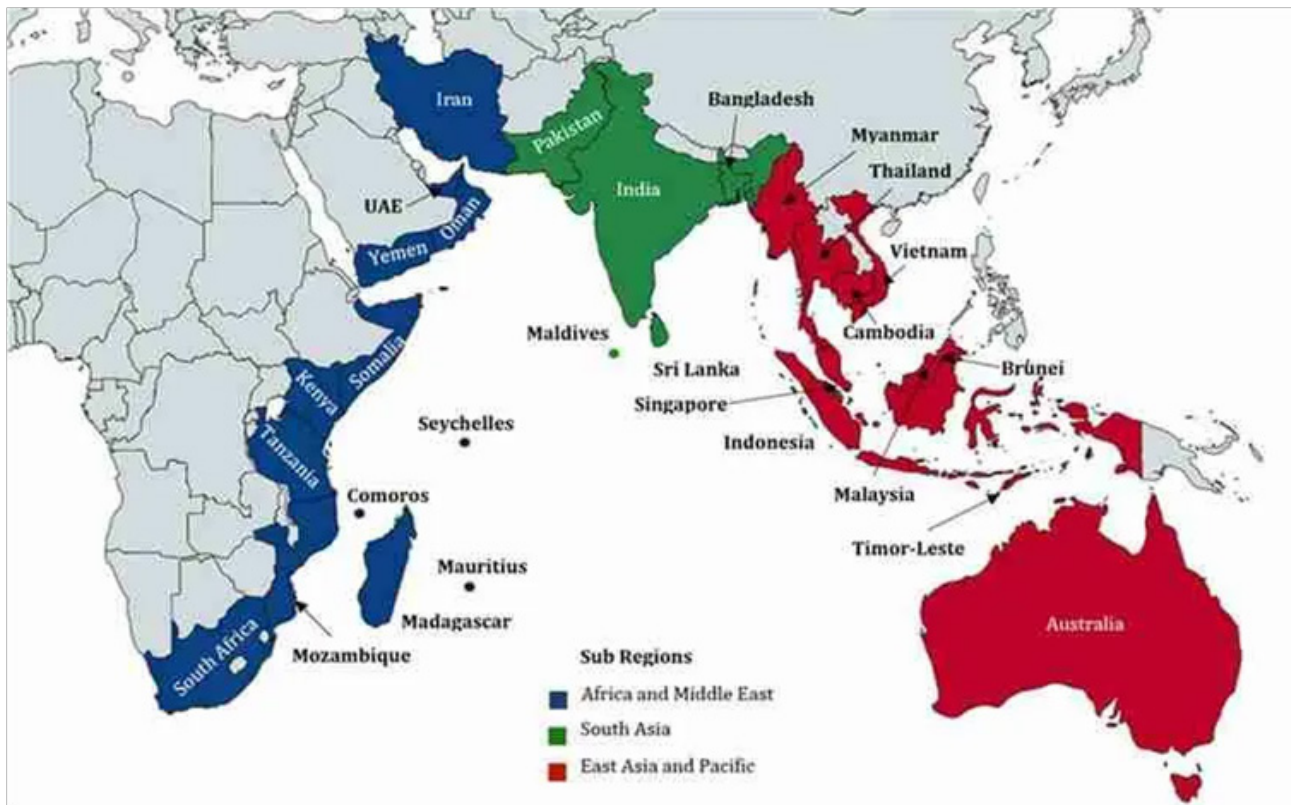 Iran
Pakistan
Bangladesh
Myanmar
Thailand
India
UAE
Oman
Yemen
Vietnam
Maldives
Cambodia
Somalia
Sri Lanka
Brunei
Kenya
Singapore
Seychelles
Indonesia
Tanzania
Comoros
Malaysia
Timor-Leste
Mauritius
Madagascar
Australia
South Africa
Mozambique
Sub Regions
Africa and Middle East
South Asia
East Asia and Pacific